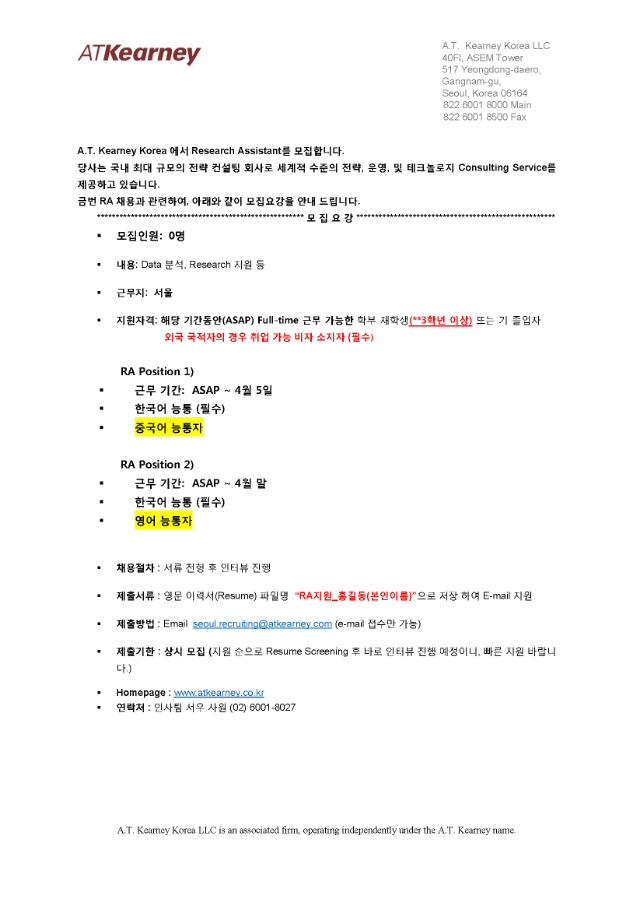 ATKearney
A.T. Kearney Korea LLC
40Fl, ASEM Tower
517 Yeongdong-daero,
Gangnam-gu,
Seoul, Korea 06164
822 6001 8000 Main
822 6001 8500 Fax
A.T. Kearney Korea 에서 Research Assistant를 모집합니다.
당사는 국내 최대 규모의 전략 컨설팅 회사로 세계적 수준의 전략, 운영, 및 테크놀로지 Consulting Service를
제공하고 있습니다.
금번 RA 채용과 관련하여, 아래와 같이 모집요강을 안내 드립니다.
******************************************************* 모 집 요 강 *****************************************************
▪ 모집인원: 0명
▪ 내용: Data 분석, Research 지원 등
▪ 근무지: 서울
▪ 지원자격: 해당 기간동안(ASAP) Full-time 근무 가능한 학부 재학생(**3학년 이상) 또는 기 졸업자
외국 국적자의 경우 취업 가능 비자 소지자 (필수)
RA Position 1)
▪ 근무 기간: ASAP ~ 4월 5일
▪ 한국어 능통 (필수)
▪ 중국어 능통자
RA Position 2)
▪ 근무 기간: ASAP ~ 4월 말
▪ 한국어 능통 (필수)
▪ 영어 능통자
▪ 채용절차 : 서류 전형 후 인터뷰 진행
▪ 제출서류 : 영문 이력서(Resume) 파일명 “RA지원_홍길동(본인이름)”으로 저장 하여 E-mail 지원
▪ 제출방법 : Email seoul.recruiting@atkearney.com (e-mail 접수만 가능)
▪ 제출기한 : 상시 모집 (지원 순으로 Resume Screening 후 바로 인터뷰 진행 예정이니, 빠른 지원 바랍니
다.)
▪ Homepage : www.atkearney.co.kr
▪ 연락처 : 인사팀 서우 사원 (02) 6001-8027
A.T. Kearney Korea LLC is an associated firm, operating independently under the A.T. Kearney name.